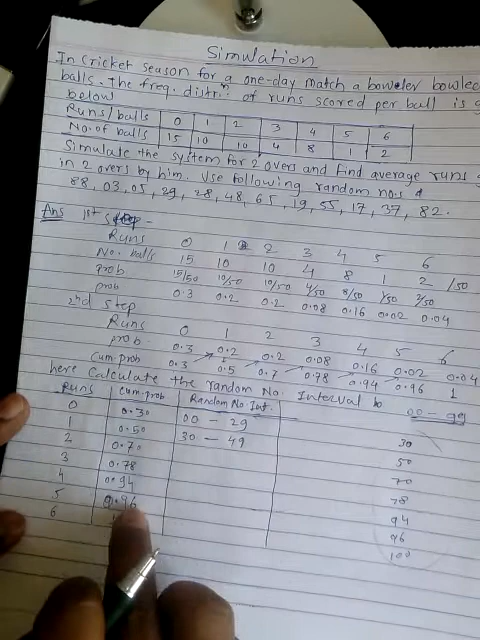 Simulation
In Cricket season for a one-day match a bowler bowled
balls. The freq. distrn of runs scored per ball is
below
Runs/balls 0 1 2 3 4 5 6
No. of balls 15 10 10 4 8 1 2
Simulate the system for 2 overs and find average runs
in 2 overs by him. Use following random no.s
88, 03, 05, 29, 28, 48, 65, 19, 55, 17, 37, 82.
Ans 1st step -
Runs 0 1 2 3 4 5 6
No. balls 15 10 10 4 8 1 2 /50
prob 15/50 10/50 10/50 4/50 8/50 1/50 2/50
prob 0.3 0.2 0.2 0.08 0.16 0.02 0.04
2nd step
Runs 0 1 2 3 4 5 6
prob. 0.3 0.2 0.2 0.08 0.16 0.02 0.04
Cum. prob 0.3 0.5 0.7 0.78 0.94 0.96 1
here Calculate the random No. Interval to 00 - 99
Runs Cum. prob Random No. Int.
0 0.30 00 - 29 30
1 0.50 30 - 49 50
2 0.70 70
3 0.78 78
4 0.94 94
5 0.96 96
6 100